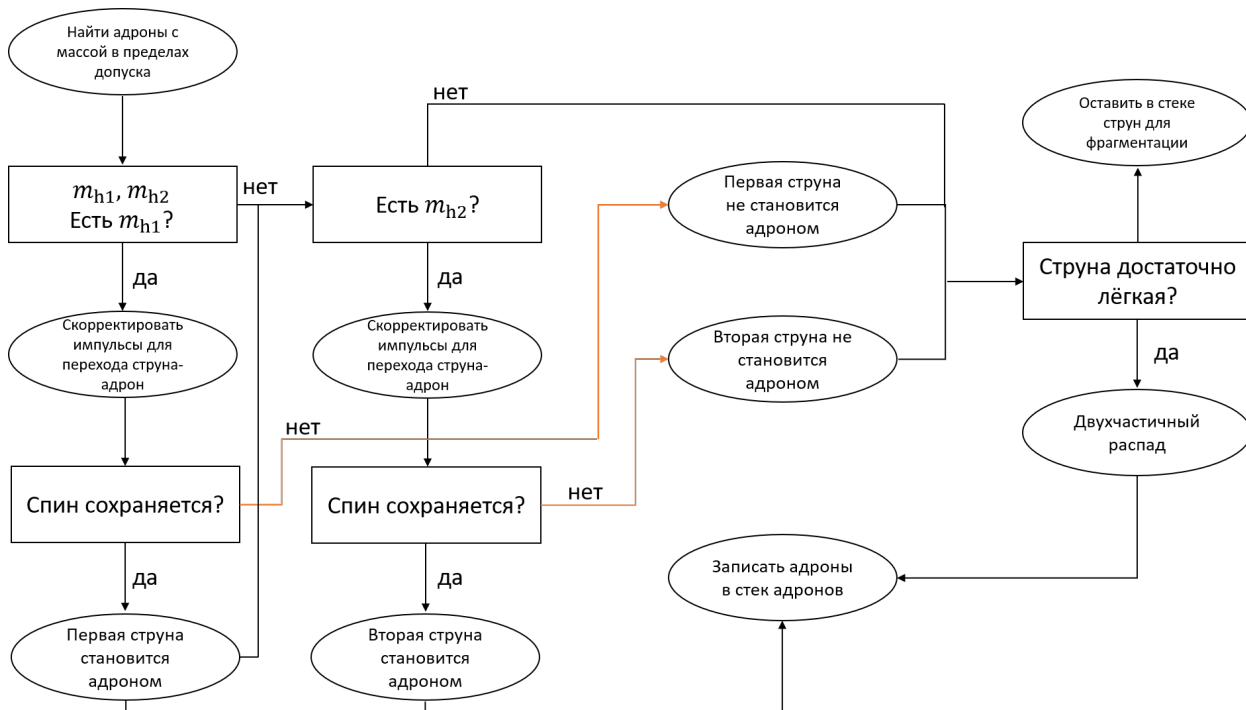 Найти адроны с
массой в пределах
допуска
нет
Оставить в стеке
струн для
фрагментации
m_h1, m_h2
Есть m_h1?
нет
Есть m_h2?
Первая струна
не становится
адроном
да
да
Струна достаточно
лёгкая?
Скорректировать
импульсы для
перехода струна-
адрон
Скорректировать
импульсы для
перехода струна-
адрон
Вторая струна не
становится
адроном
да
нет
Двухчастичный
распад
Спин сохраняется?
Спин сохраняется?
нет
да
да
Записать адроны
в стек адронов
Первая струна
становится
адроном
Вторая струна
становится
адроном